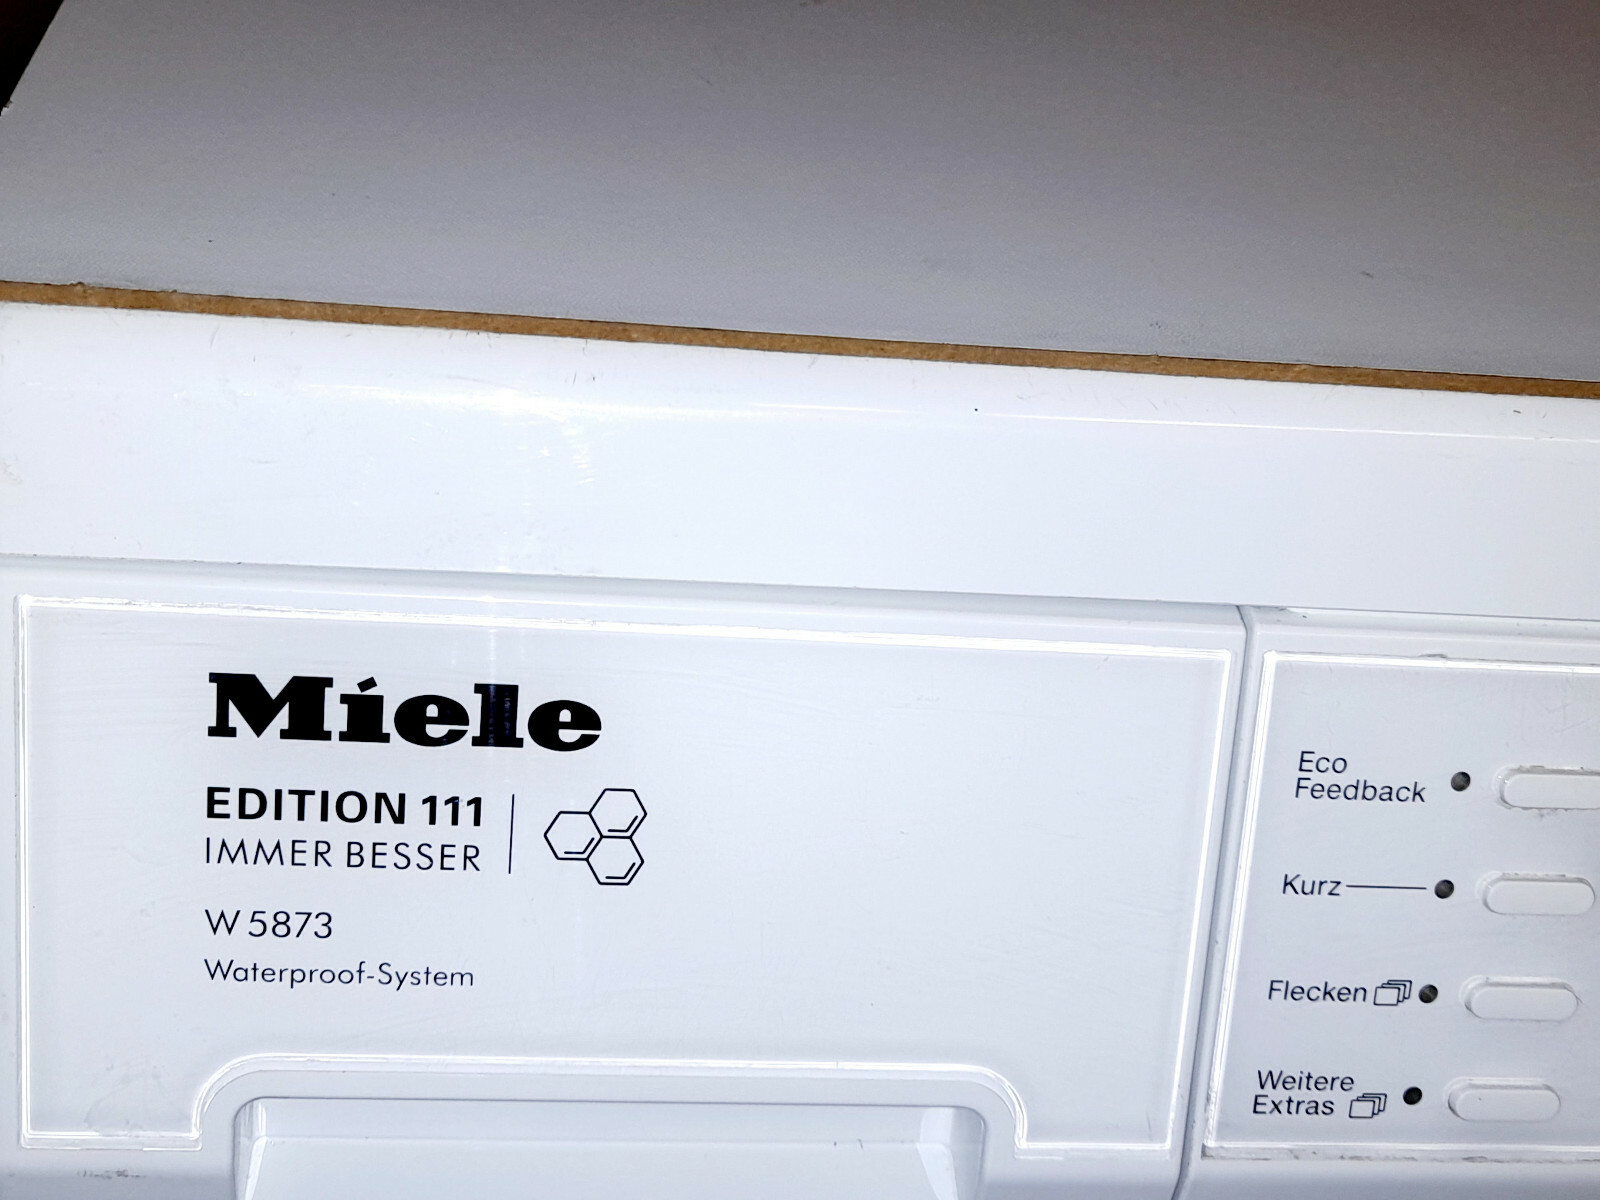 Miele
EDITION 111
IMMER BESSER
W 5873
Waterproof-System
Eco
Feedback
Kurz
Flecken
Weitere
Extras